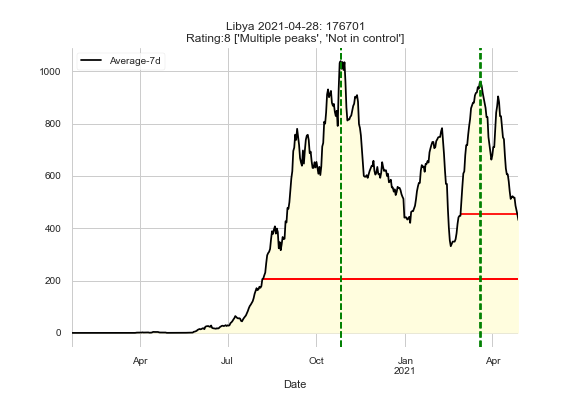 Libya 2021-04-28: 176701
Rating:8 ['Multiple peaks', 'Not in control']
Average-7d
1000
800
600
400
200
0
Apr
Jul
Oct
Jan
2021
Apr
Date